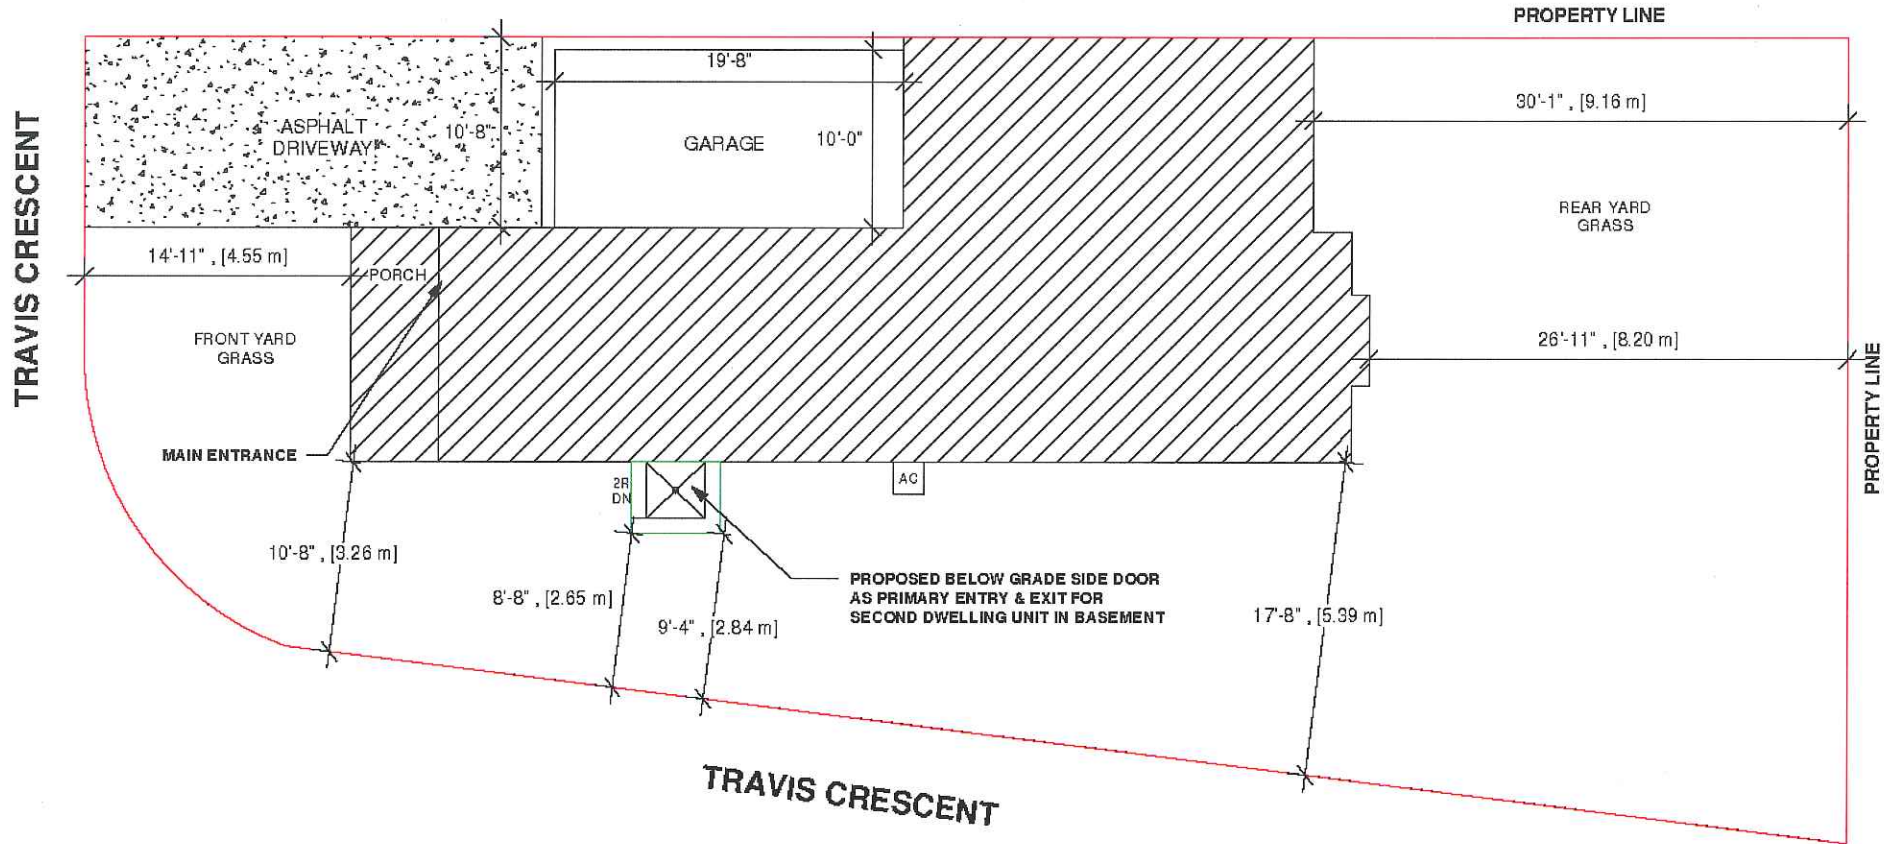 PROPERTY LINE
19'-8"
30'-1" , [9.16 m]
ASPHALT
DRIVEWAY
10'-8"
GARAGE
10'-0"
REAR YARD
GRASS
TRAVIS CRESCENT
14'-11" , [4.55 m]
PORCH
FRONT YARD
GRASS
26'-11" , [8.20 m]
PROPERTY LINE
MAIN ENTRANCE
2R
DN
AC
10'-8" , [3.26 m]
8'-8" , [2.65 m]
9'-4" , [2.84 m]
PROPOSED BELOW GRADE SIDE DOOR
AS PRIMARY ENTRY & EXIT FOR
SECOND DWELLING UNIT IN BASEMENT
17'-8" , [5.39 m]
TRAVIS CRESCENT